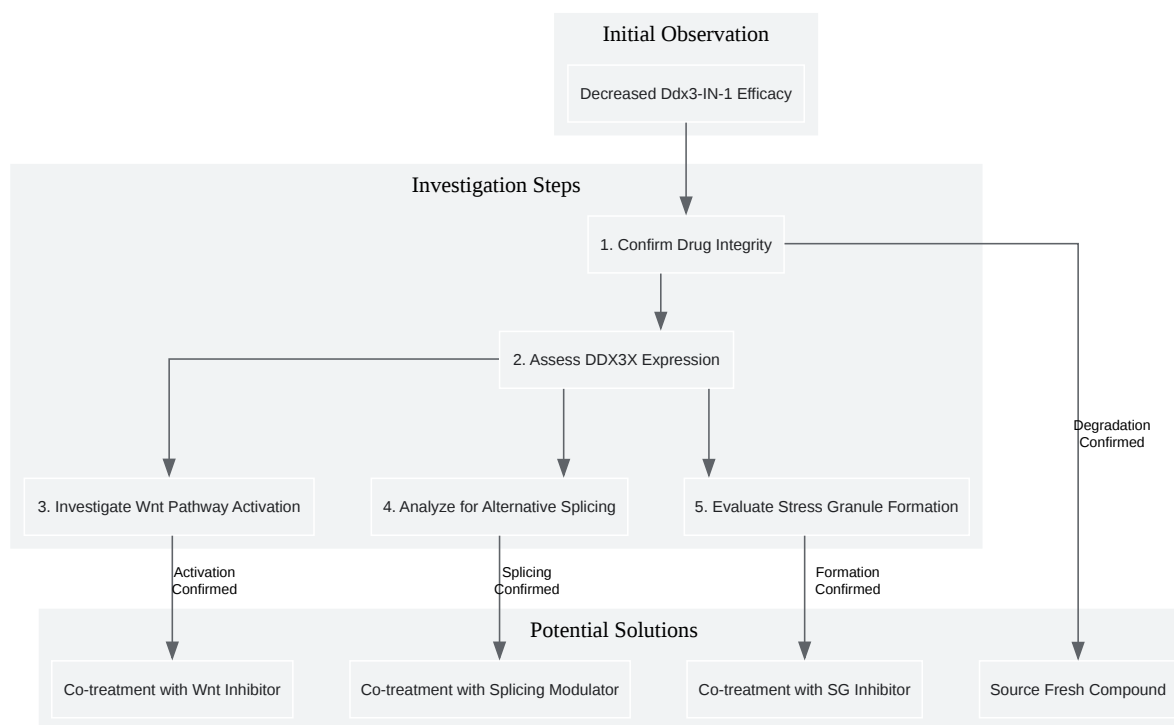 Initial Observation
Decreased Ddx3-IN-1 Efficacy
Investigation Steps
1. Confirm Drug Integrity
2. Assess DDX3X Expression
Degradation
Confirmed
3. Investigate Wnt Pathway Activation
4. Analyze for Alternative Splicing
5. Evaluate Stress Granule Formation
Activation
Confirmed
Splicing
Confirmed
Formation
Confirmed
Potential Solutions
Co-treatment with Wnt Inhibitor
Co-treatment with Splicing Modulator
Co-treatment with SG Inhibitor
Source Fresh Compound